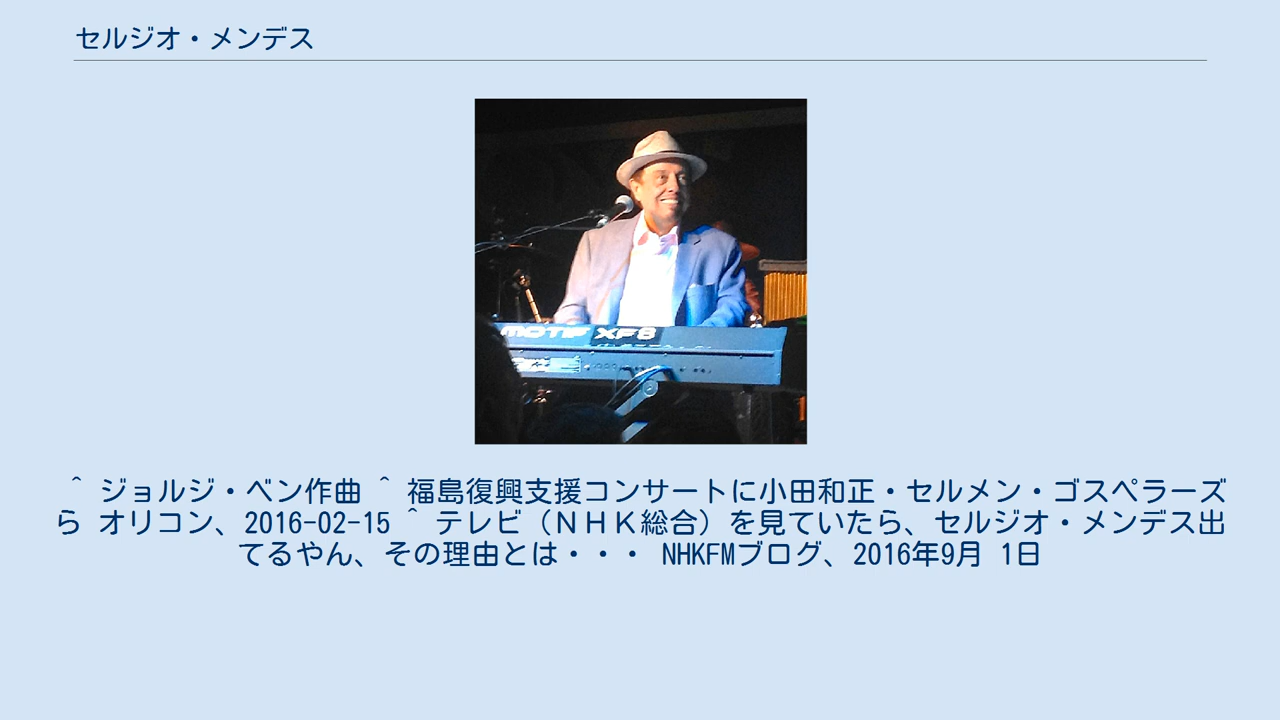 セルジオ・メンデス
MOTIF XF8
^ ジョルジ・ベン作曲 ^ 福島復興支援コンサートに小田和正・セルメン・ゴスペラーズ
ら オリコン、2016-02-15 ^ テレビ（ＮＨＫ総合）を見ていたら、セルジオ・メンデス出
てるやん、その理由とは・・・ NHKFMブログ、2016年9月 1日